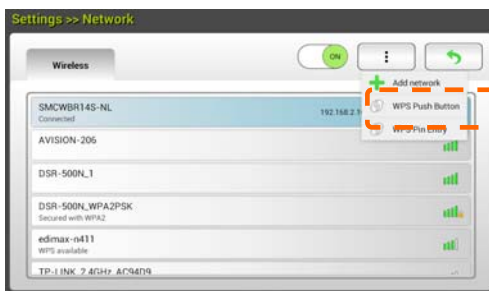 Settings >> Network
Wireless
ON
Add network
WPS Push Button
WPS Pin Entry
SMCWBR14S-NL
192.168.2.1
Connected
AVISION-206
DSR-500N_1
DSR-500N_WPA2PSK
Secured with WPA2
edimax-n411
WPS available
TP-LINK_2.4GHz_AC94D9